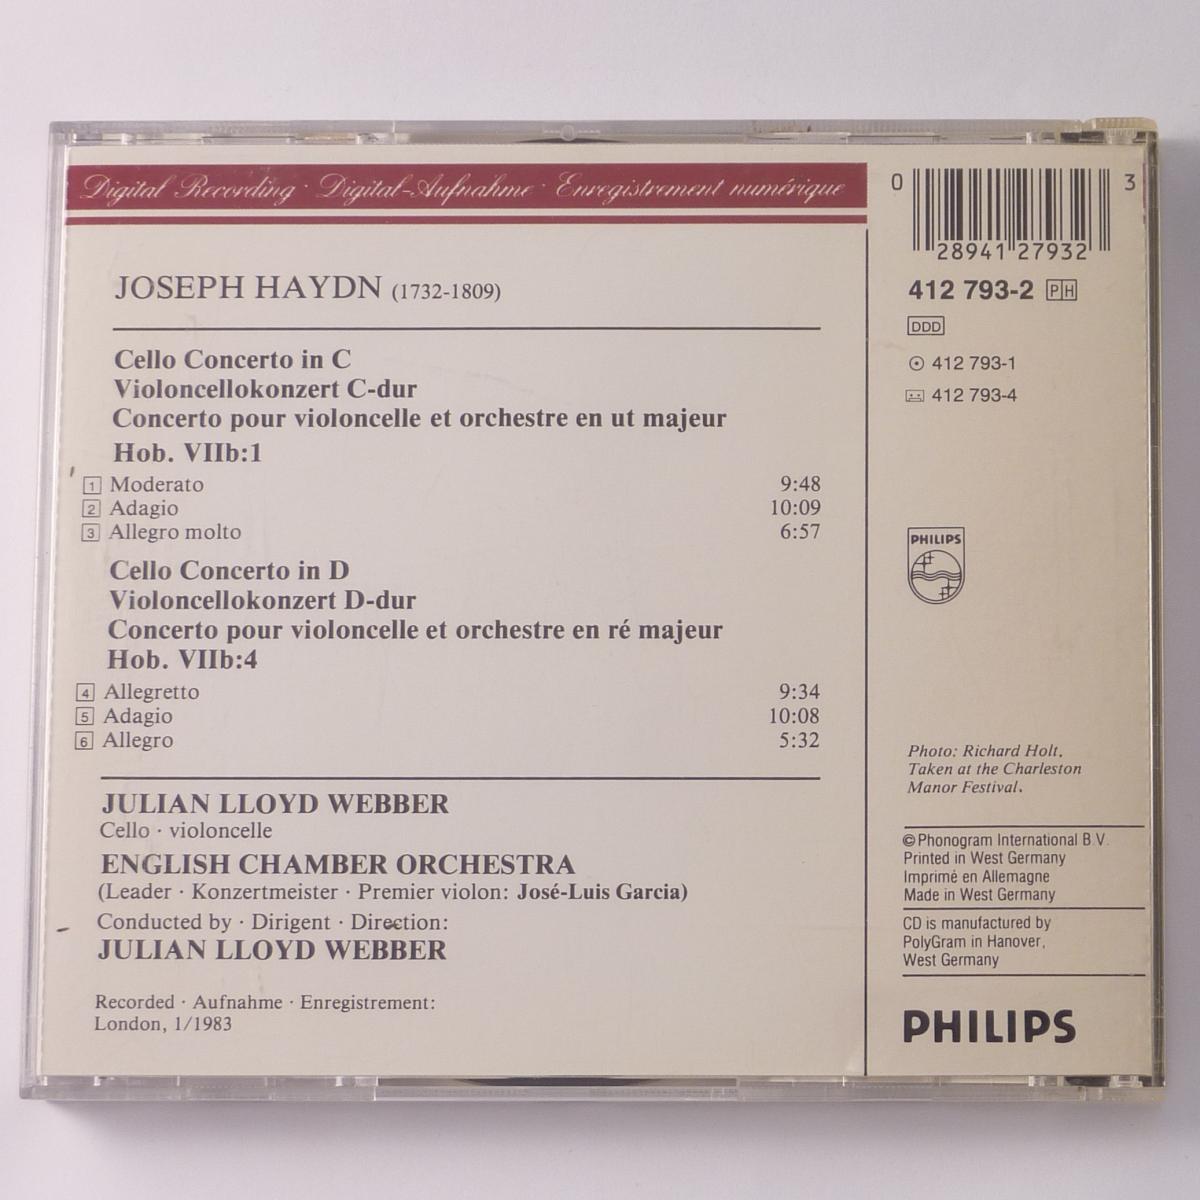 Digital Recording · Digital-Aufnahme · Enregistrement numérique
JOSEPH HAYDN (1732-1809)
Cello Concerto in C
Violoncellokonzert C-dur
Concerto pour violoncelle et orchestre en ut majeur
Hob. VIIb:1
1 Moderato 9:48
2 Adagio 10:09
3 Allegro molto 6:57
Cello Concerto in D
Violoncellokonzert D-dur
Concerto pour violoncelle et orchestre en ré majeur
Hob. VIIb:4
4 Allegretto 9:34
5 Adagio 10:08
6 Allegro 5:32
JULIAN LLOYD WEBBER
Cello · violoncelle
ENGLISH CHAMBER ORCHESTRA
(Leader · Konzertmeister · Premier violon: José-Luis Garcia)
Conducted by · Dirigent · Direction:
JULIAN LLOYD WEBBER
Recorded · Aufnahme · Enregistrement:
London, 1/1983
0 28941 27932 3
412 793-2 PH
DDD
412 793-1
412 793-4
PHILIPS
Photo: Richard Holt.
Taken at the Charleston
Manor Festival.
© Phonogram International B.V.
Printed in West Germany
Imprimé en Allemagne
Made in West Germany
CD is manufactured by
PolyGram in Hanover,
West Germany
PHILIPS